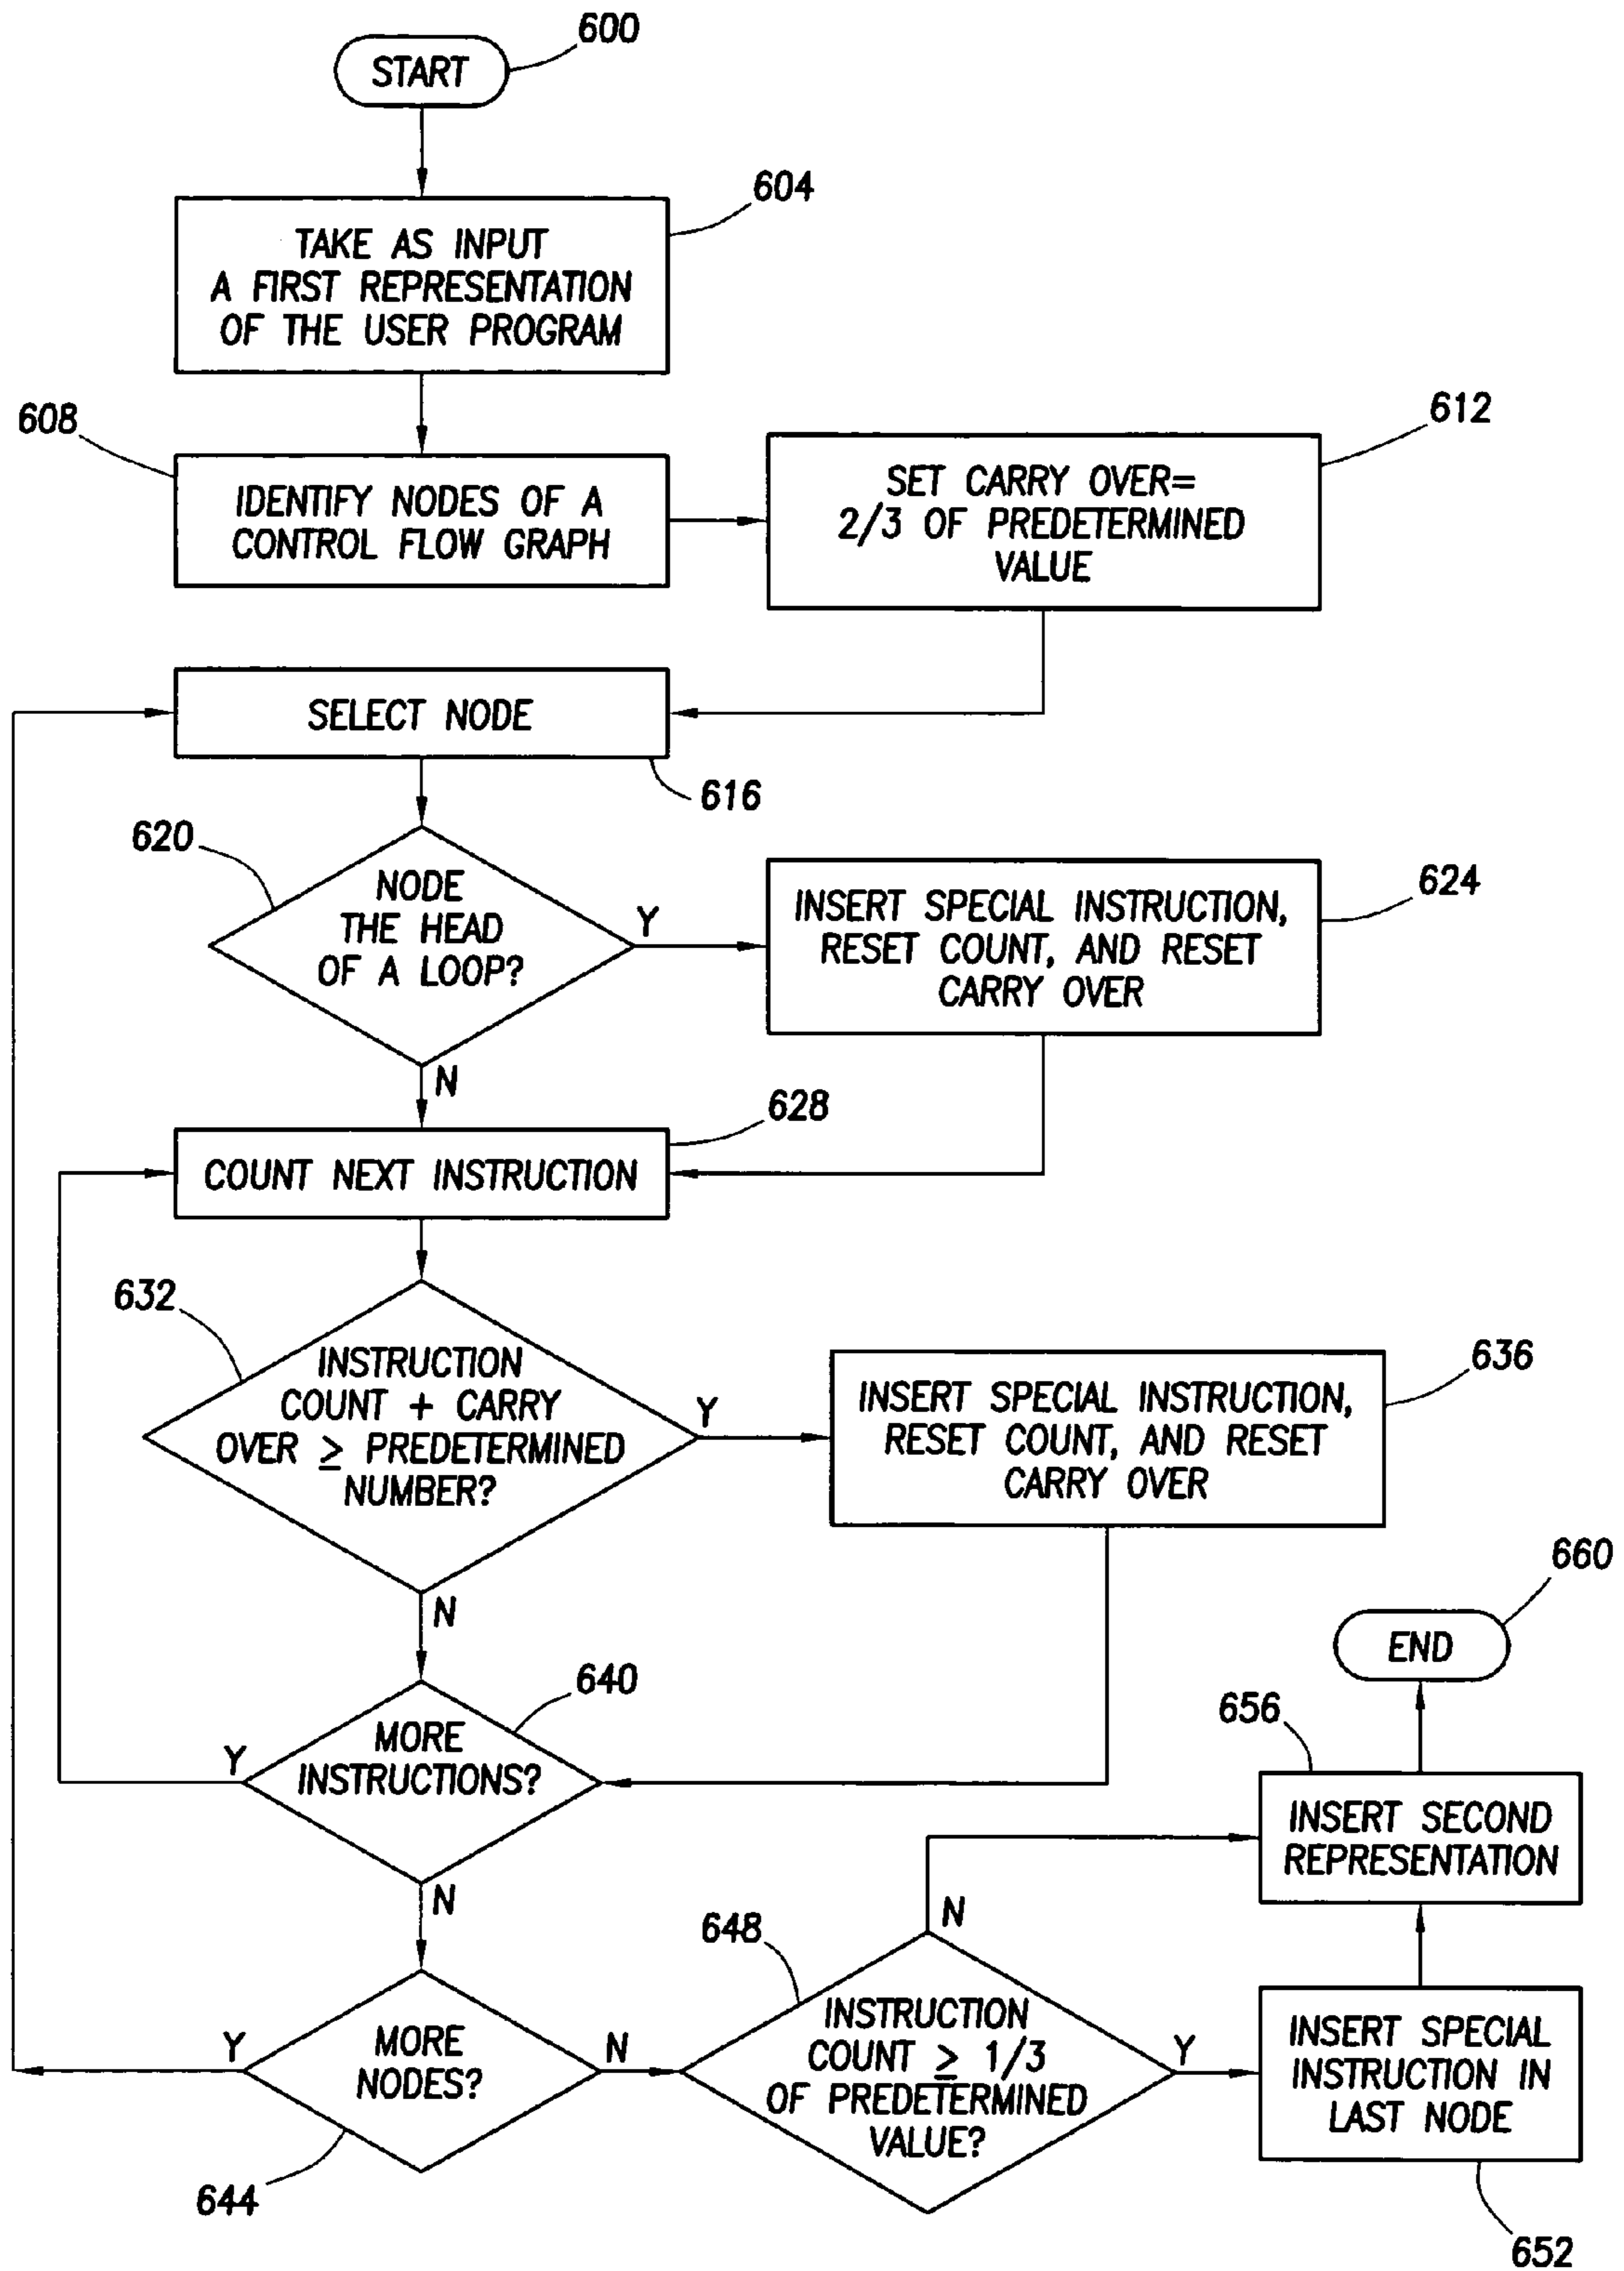 600
START
604
TAKE AS INPUT
A FIRST REPRESENTATION
OF THE USER PROGRAM
608
IDENTIFY NODES OF A
CONTROL FLOW GRAPH
612
SET CARRY OVER=
2/3 OF PREDETERMINED
VALUE
SELECT NODE
616
620
NODE
THE HEAD
OF A LOOP?
Y
N
624
INSERT SPECIAL INSTRUCTION,
RESET COUNT, AND RESET
CARRY OVER
628
COUNT NEXT INSTRUCTION
632
INSTRUCTION
COUNT + CARRY
OVER ≥ PREDETERMINED
NUMBER?
Y
N
636
INSERT SPECIAL INSTRUCTION,
RESET COUNT, AND RESET
CARRY OVER
640
MORE
INSTRUCTIONS?
Y
N
644
MORE
NODES?
Y
N
648
INSTRUCTION
COUNT ≥ 1/3
OF PREDETERMINED
VALUE?
N
Y
652
INSERT SPECIAL
INSTRUCTION IN
LAST NODE
656
INSERT SECOND
REPRESENTATION
660
END